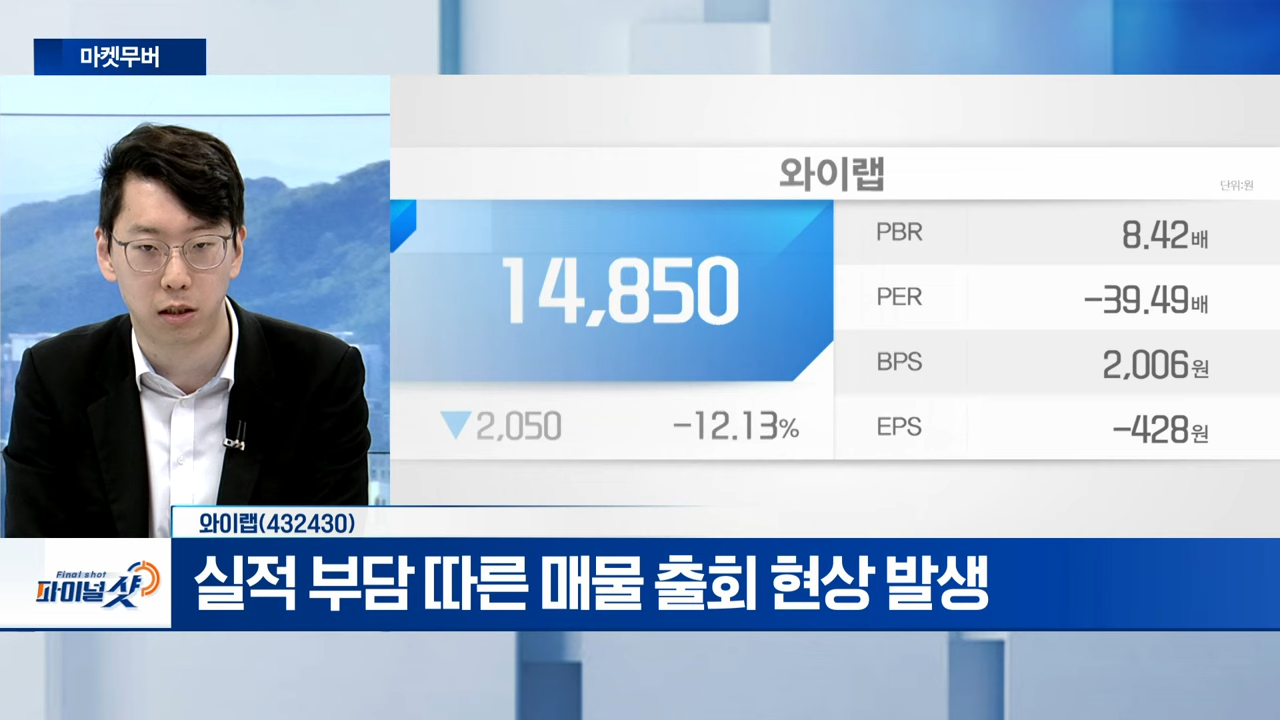 마켓무버
와이랩
단위:원
14,850
▼2,050 -12.13%
PBR 8.42배
PER -39.49배
BPS 2,006원
EPS -428원
와이랩(432430)
Final shot
파이널샷
실적 부담 따른 매물 출회 현상 발생